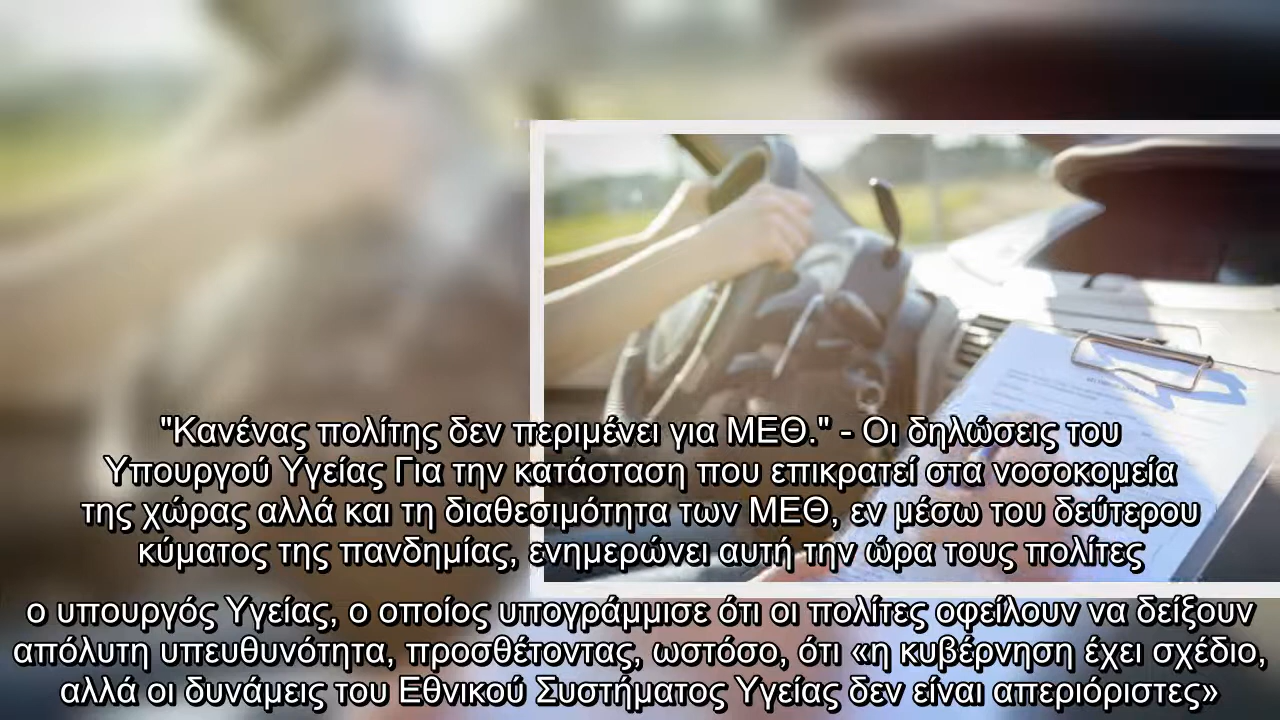 "Κανένας πολίτης δεν περιμένει για ΜΕΘ." - Οι δηλώσεις του
Υπουργού Υγείας Για την κατάσταση που επικρατεί στα νοσοκομεία
της χώρας αλλά και τη διαθεσιμότητα των ΜΕΘ, εν μέσω του δεύτερου
κύματος της πανδημίας, ενημερώνει αυτή την ώρα τους πολίτες
ο υπουργός Υγείας, ο οποίος υπογράμμισε ότι οι πολίτες οφείλουν να δείξουν
απόλυτη υπευθυνότητα, προσθέτοντας, ωστόσο, ότι «η κυβέρνηση έχει σχέδιο,
αλλά οι δυνάμεις του Εθνικού Συστήματος Υγείας δεν είναι απεριόριστες»